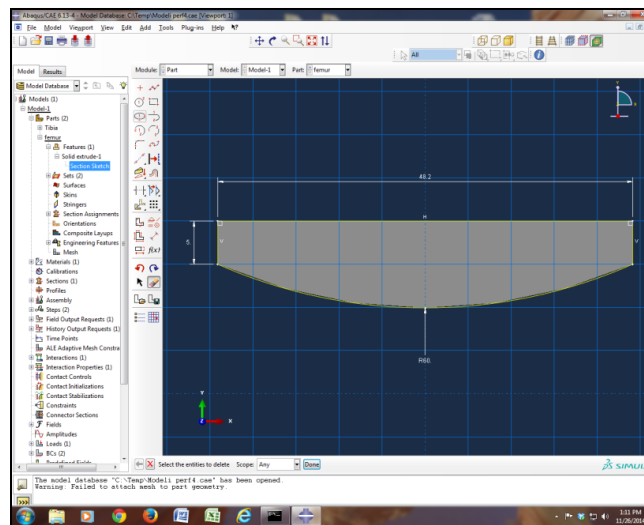 Abaqus/CAE 6.13-4 - Model Database: C:\Temp\Modeli perf4.cae [Viewport: 1]
File Model Viewport View Edit Add Tools Plug-ins Help
All
Model Results
Module: Part Model: Model-1 Part: femur
Model Database
Models (1)
Model-1
Parts (2)
Tibia
femur
Features (1)
Solid extrude-1
Section Sketch
Sets (2)
Surfaces
Skins
Stringers
Section Assignments
Orientations
Composite Layups
Engineering Features
Mesh
Materials (1)
Calibrations
Sections (1)
Profiles
Assembly
Steps (2)
Field Output Requests (1)
History Output Requests (1)
Time Points
ALE Adaptive Mesh Constra
Interactions (1)
Interaction Properties (1)
Contact Controls
Contact Initializations
Contact Stabilizations
Constraints
Connector Sections
Fields
Amplitudes
Loads (1)
BCs (2)
Predefined Fields
f(x)
48.2
H
5.
V
V
R60.
Y
Z
X
Select the entities to delete Scope: Any Done
SIMUL
The model database "C:\Temp\Modeli perf4.cae" has been opened.
Warning: Failed to attach mesh to part geometry.
>>>
1:11 PM